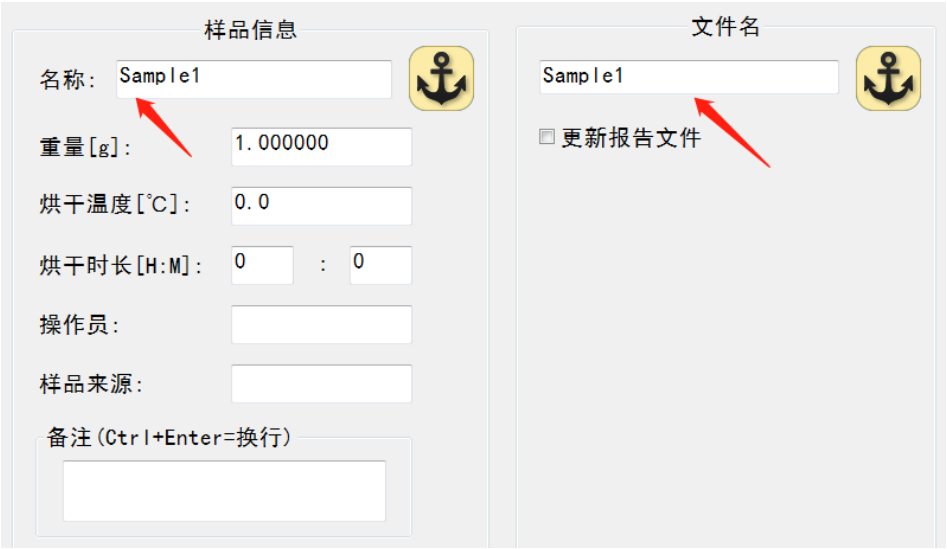 样品信息
名称: Sample1
重量[g]: 1.000000
烘干温度[℃]: 0.0
烘干时长[H:M]: 0 : 0
操作员:
样品来源:
备注(Ctrl+Enter=换行)
文件名
Sample1
更新报告文件